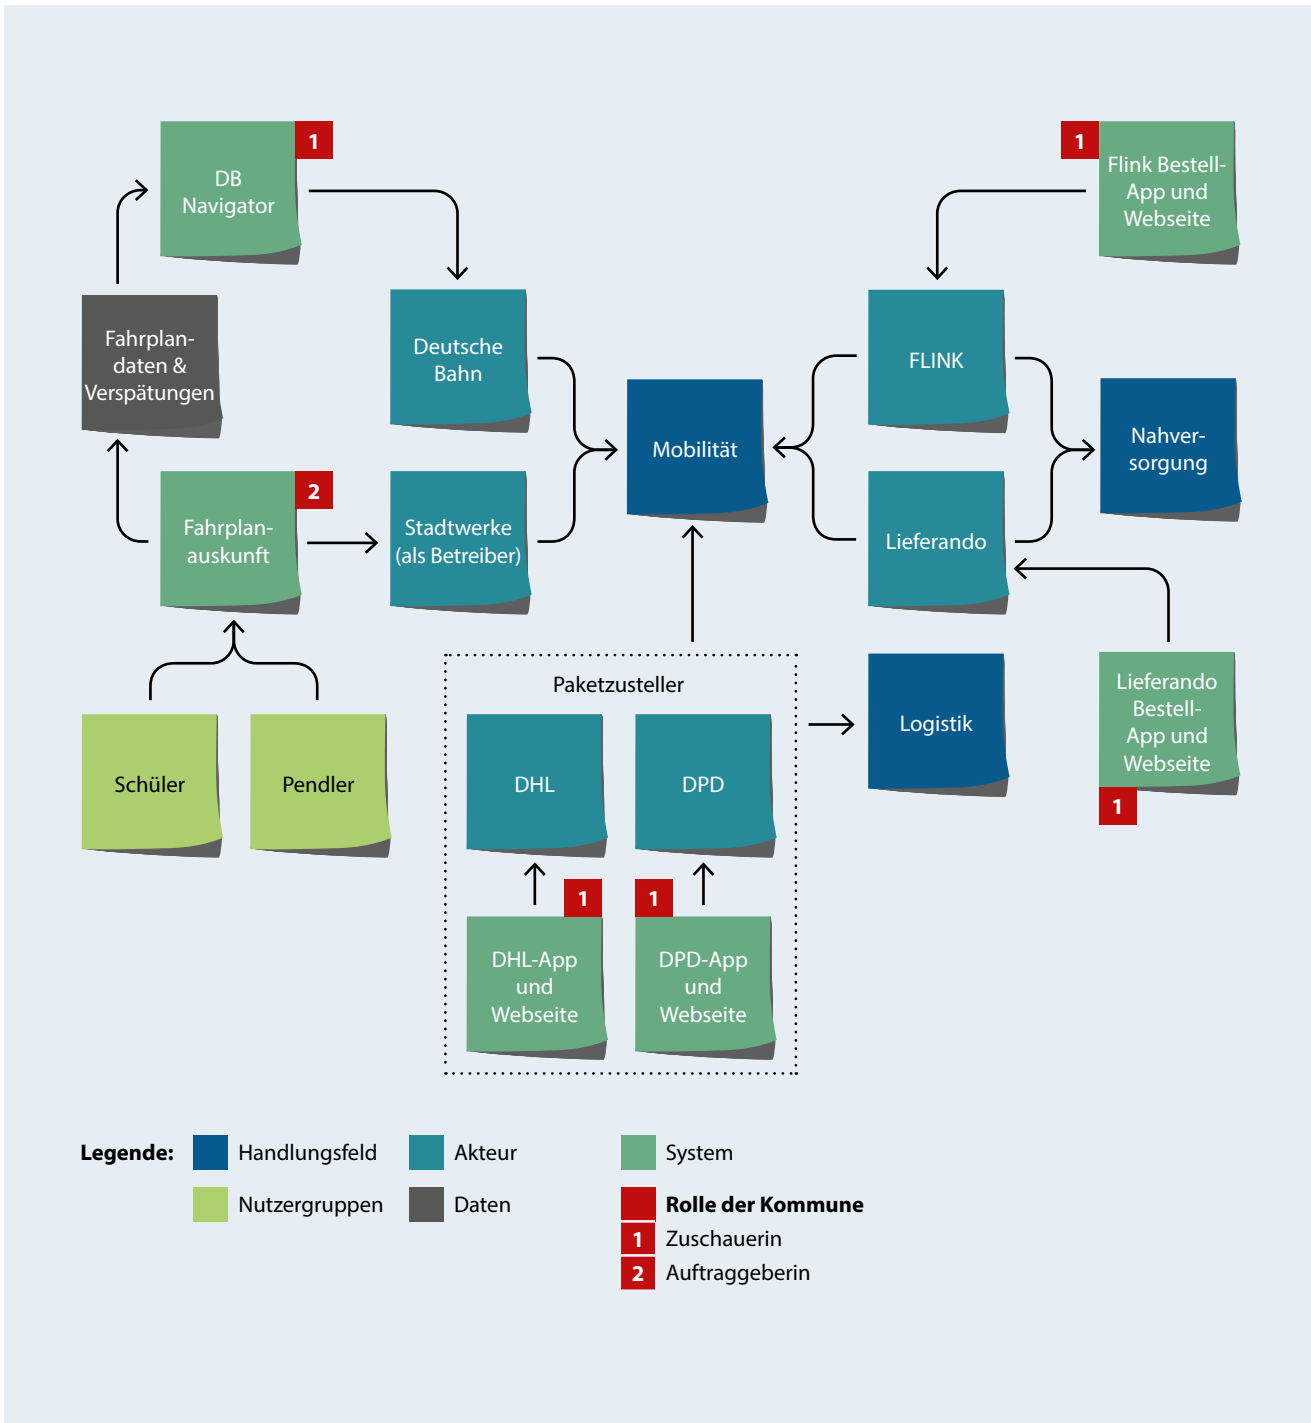 1
DB
Navigator
1
Flink Bestell-
App und
Webseite
Fahrplan-
daten &
Verspätungen
Deutsche
Bahn
Mobilität
FLINK
Nahver-
sorgung
2
Fahrplan-
auskunft
Stadtwerke
(als Betreiber)
Lieferando
Schüler
Pendler
Paketzusteller
DHL
DPD
Logistik
Lieferando
Bestell-
App und
Webseite
1
1
DHL-App
und
Webseite
1
DPD-App
und
Webseite
Legende:
Handlungsfeld
Akteur
System
Nutzergruppen
Daten
Rolle der Kommune
1 Zuschauerin
2 Auftraggeberin